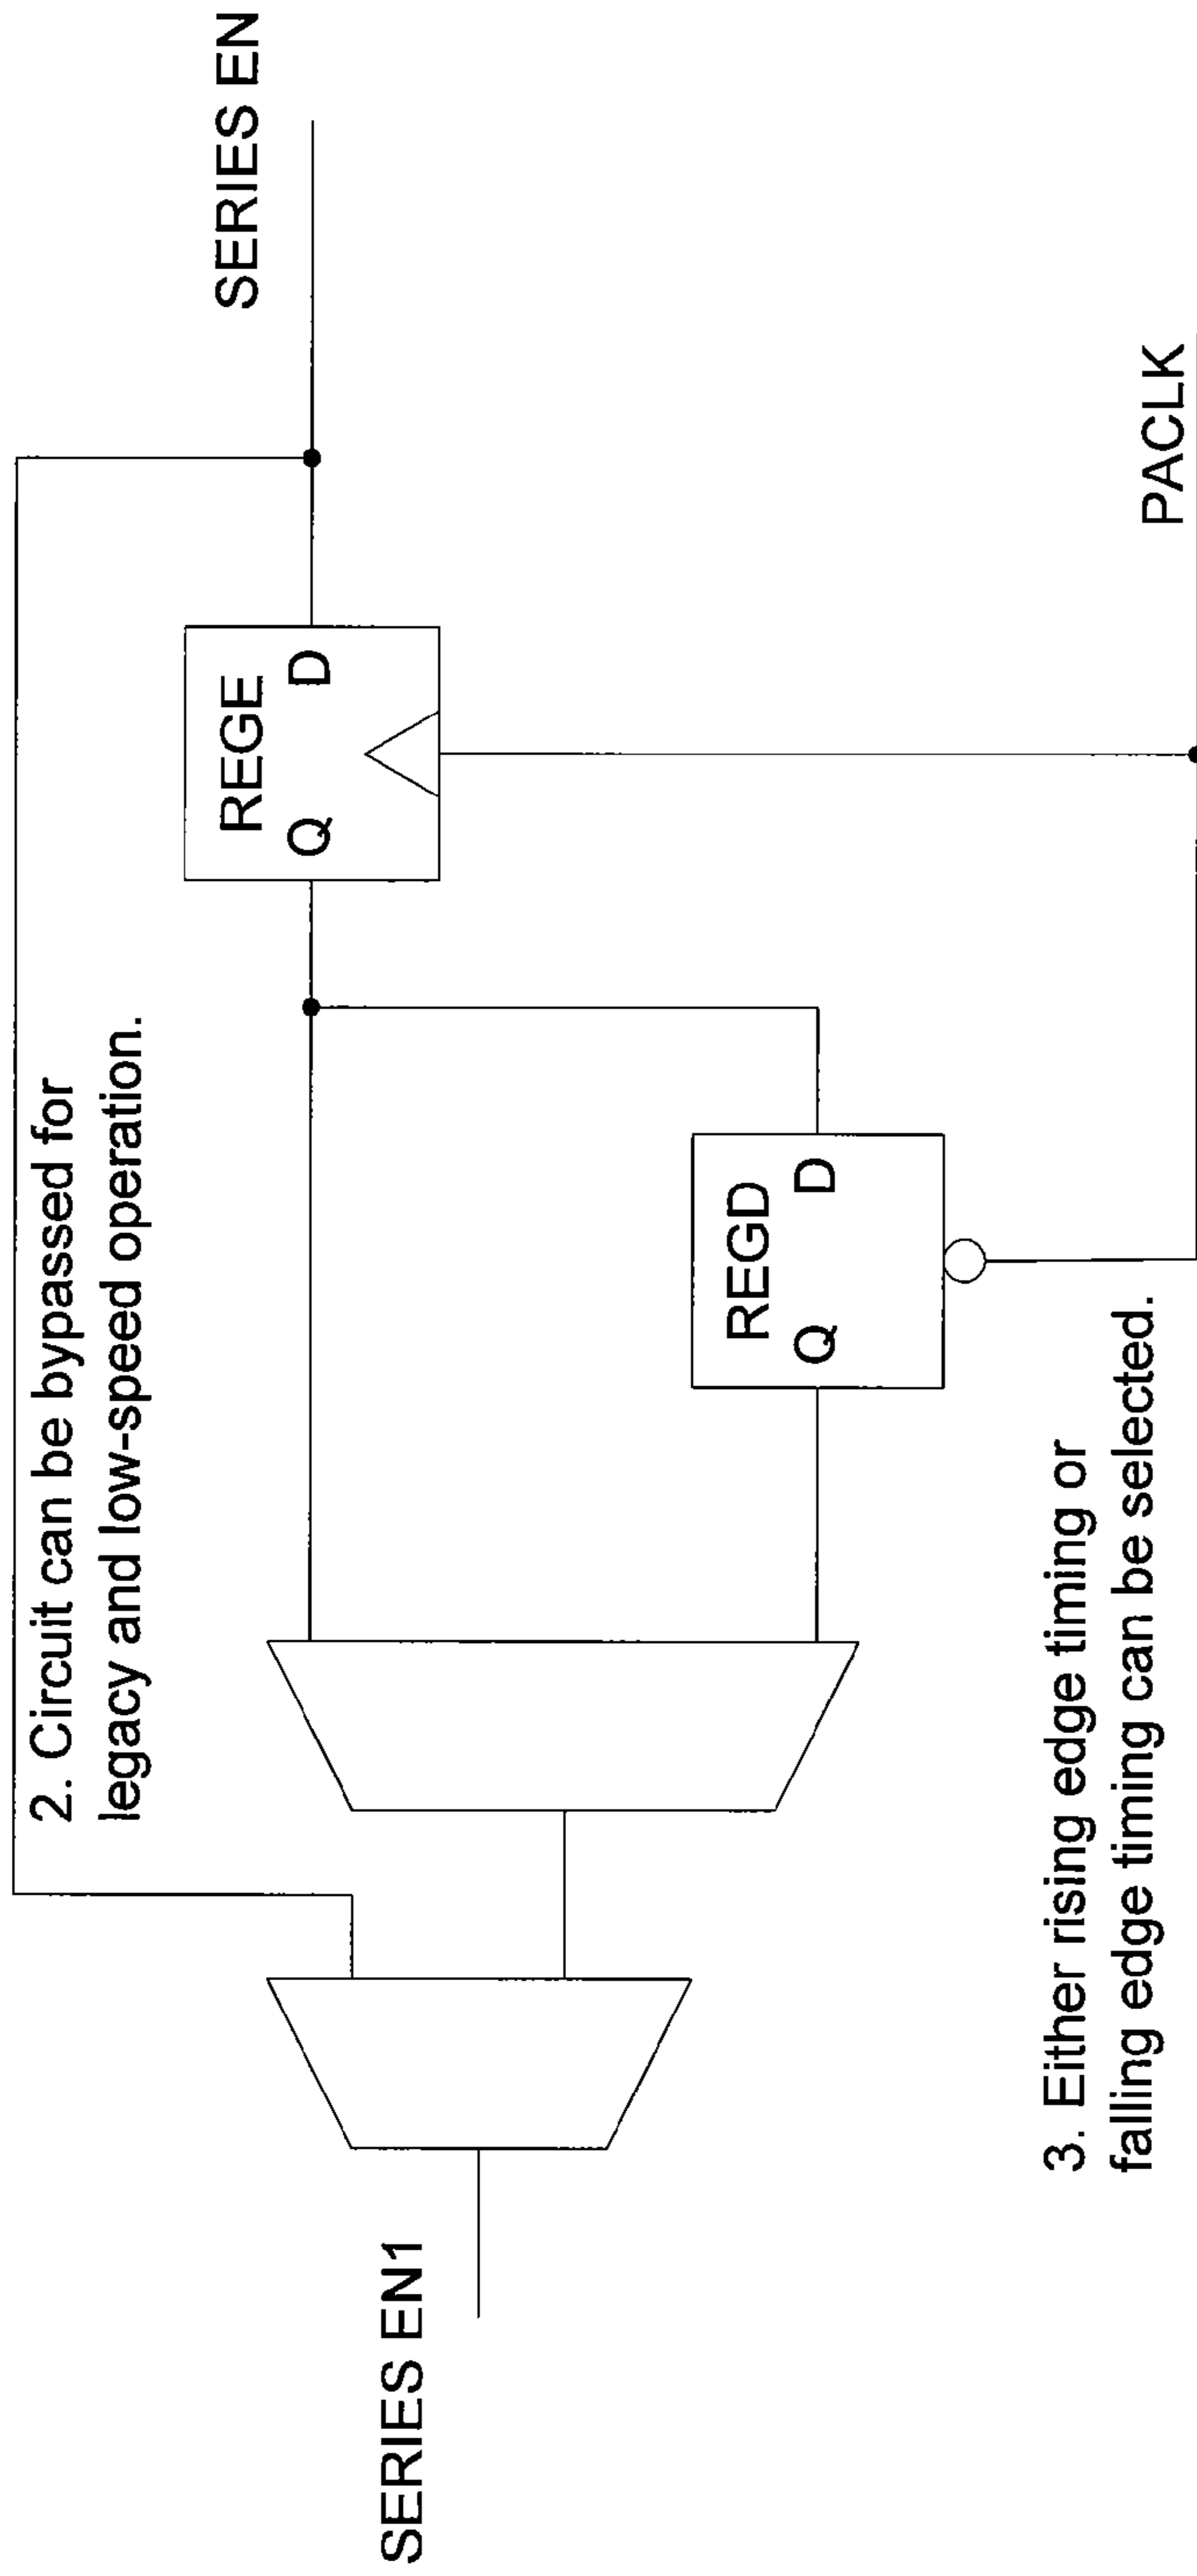 2. Circuit can be bypassed for
legacy and low-speed operation.
SERIES EN
REGE
Q D
SERIES EN1
REGD
Q D
3. Either rising edge timing or
falling edge timing can be selected.
PACLK